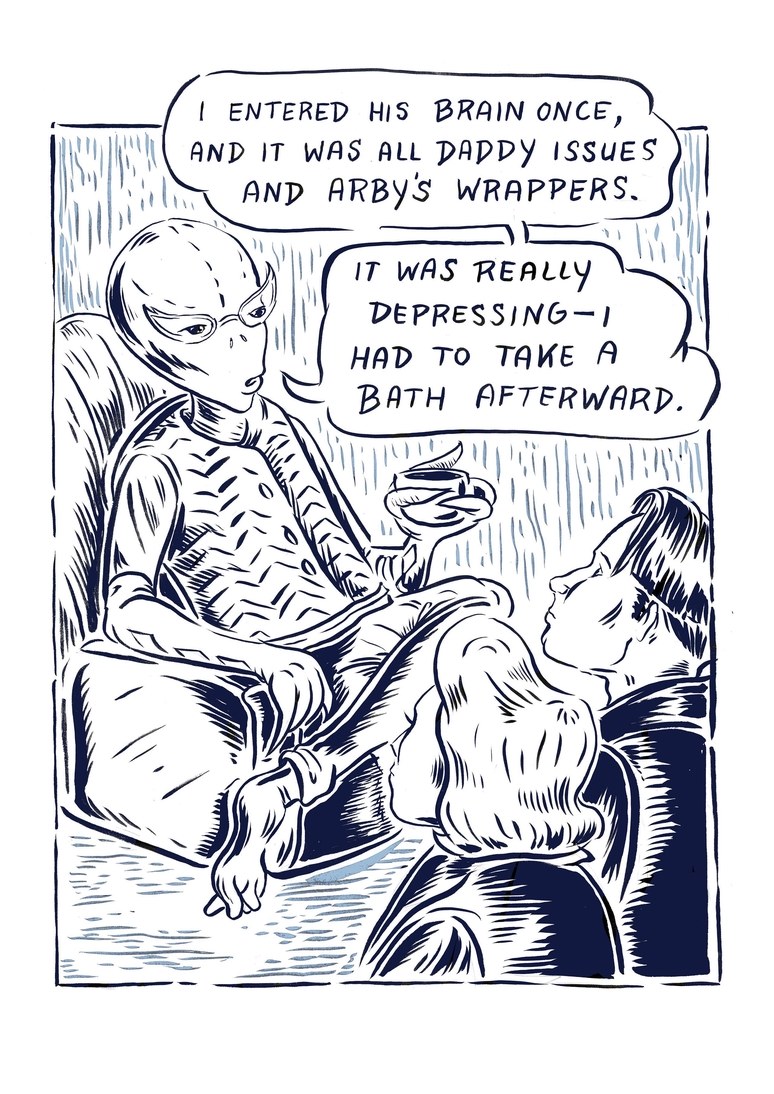 I ENTERED HIS BRAIN ONCE,
AND IT WAS ALL DADDY ISSUES
AND ARBY'S WRAPPERS.
IT WAS REALLY
DEPRESSING—I
HAD TO TAKE A
BATH AFTERWARD.